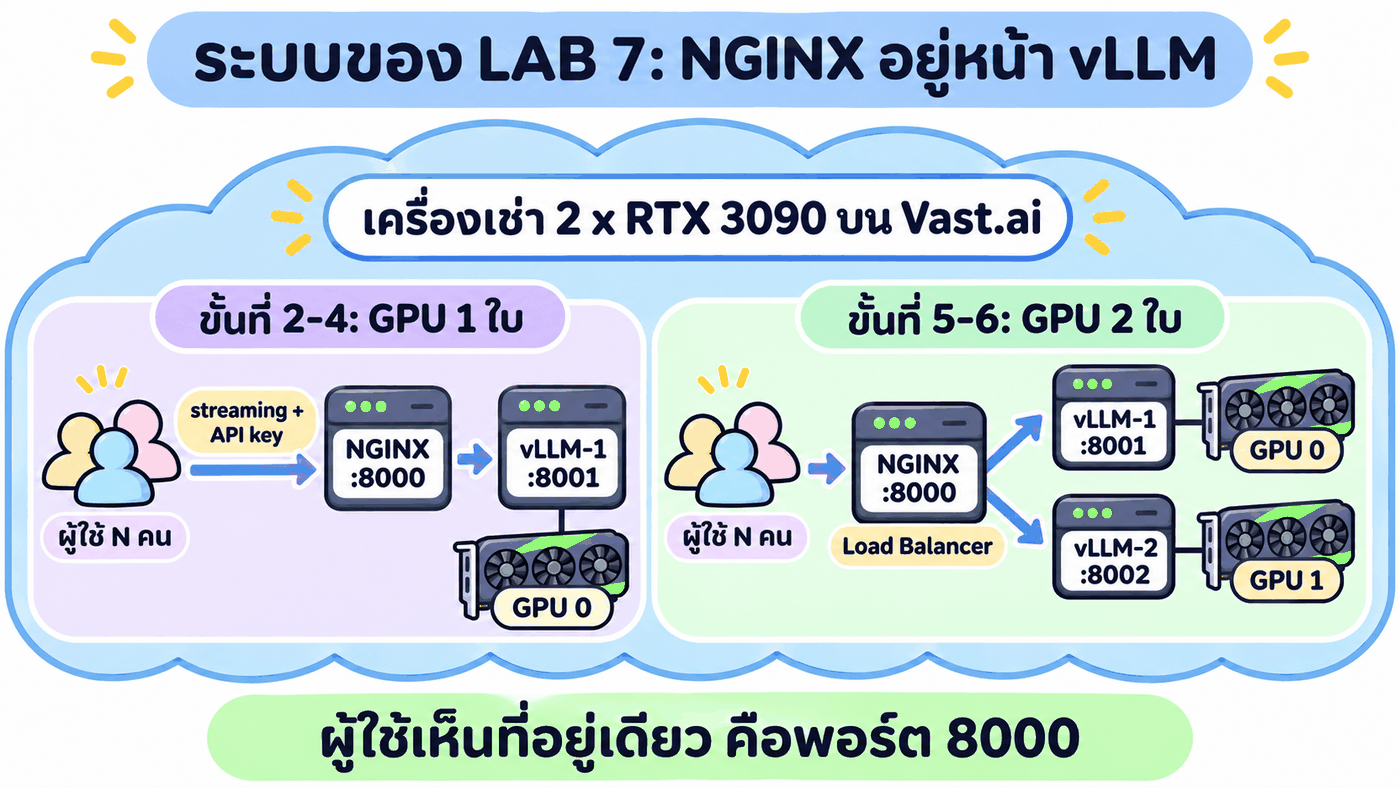 ระบบของ LAB 7: NGINX อยู่หน้า vLLM
เครื่องเช่า 2 x RTX 3090 บน Vast.ai
ขั้นที่ 2-4: GPU 1 ใบ
streaming +
API key
ผู้ใช้ N คน
NGINX
:8000
vLLM-1
:8001
GPU 0
ขั้นที่ 5-6: GPU 2 ใบ
ผู้ใช้ N คน
NGINX
:8000
Load Balancer
vLLM-1
:8001
GPU 0
vLLM-2
:8002
GPU 1
ผู้ใช้เห็นที่อยู่เดียว คือพอร์ต 8000